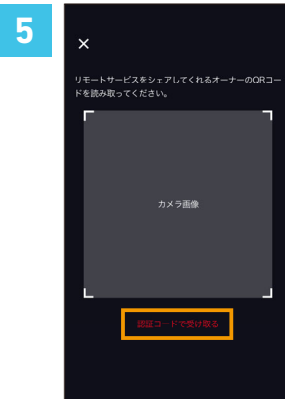 5
×
リモートサービスをシェアしてくれるオーナーのQRコー
ドを読み取ってください。
カメラ画像
認証コードで受け取る